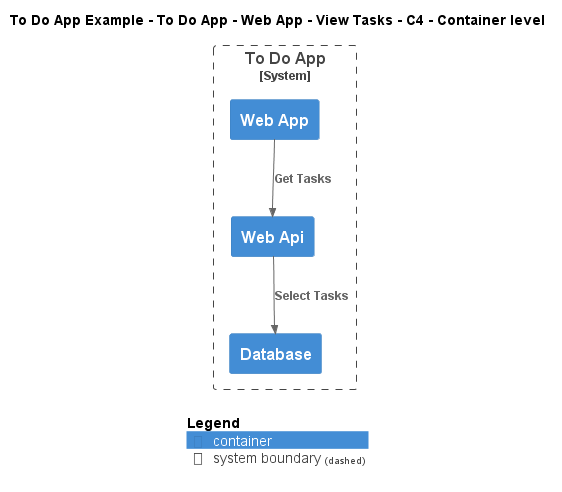 To Do App Example - To Do App - Web App - View Tasks - C4 - Container level
To Do App
[System]
Web App
Get Tasks
Web Api
Select Tasks
Database
Legend
container
system boundary (dashed)